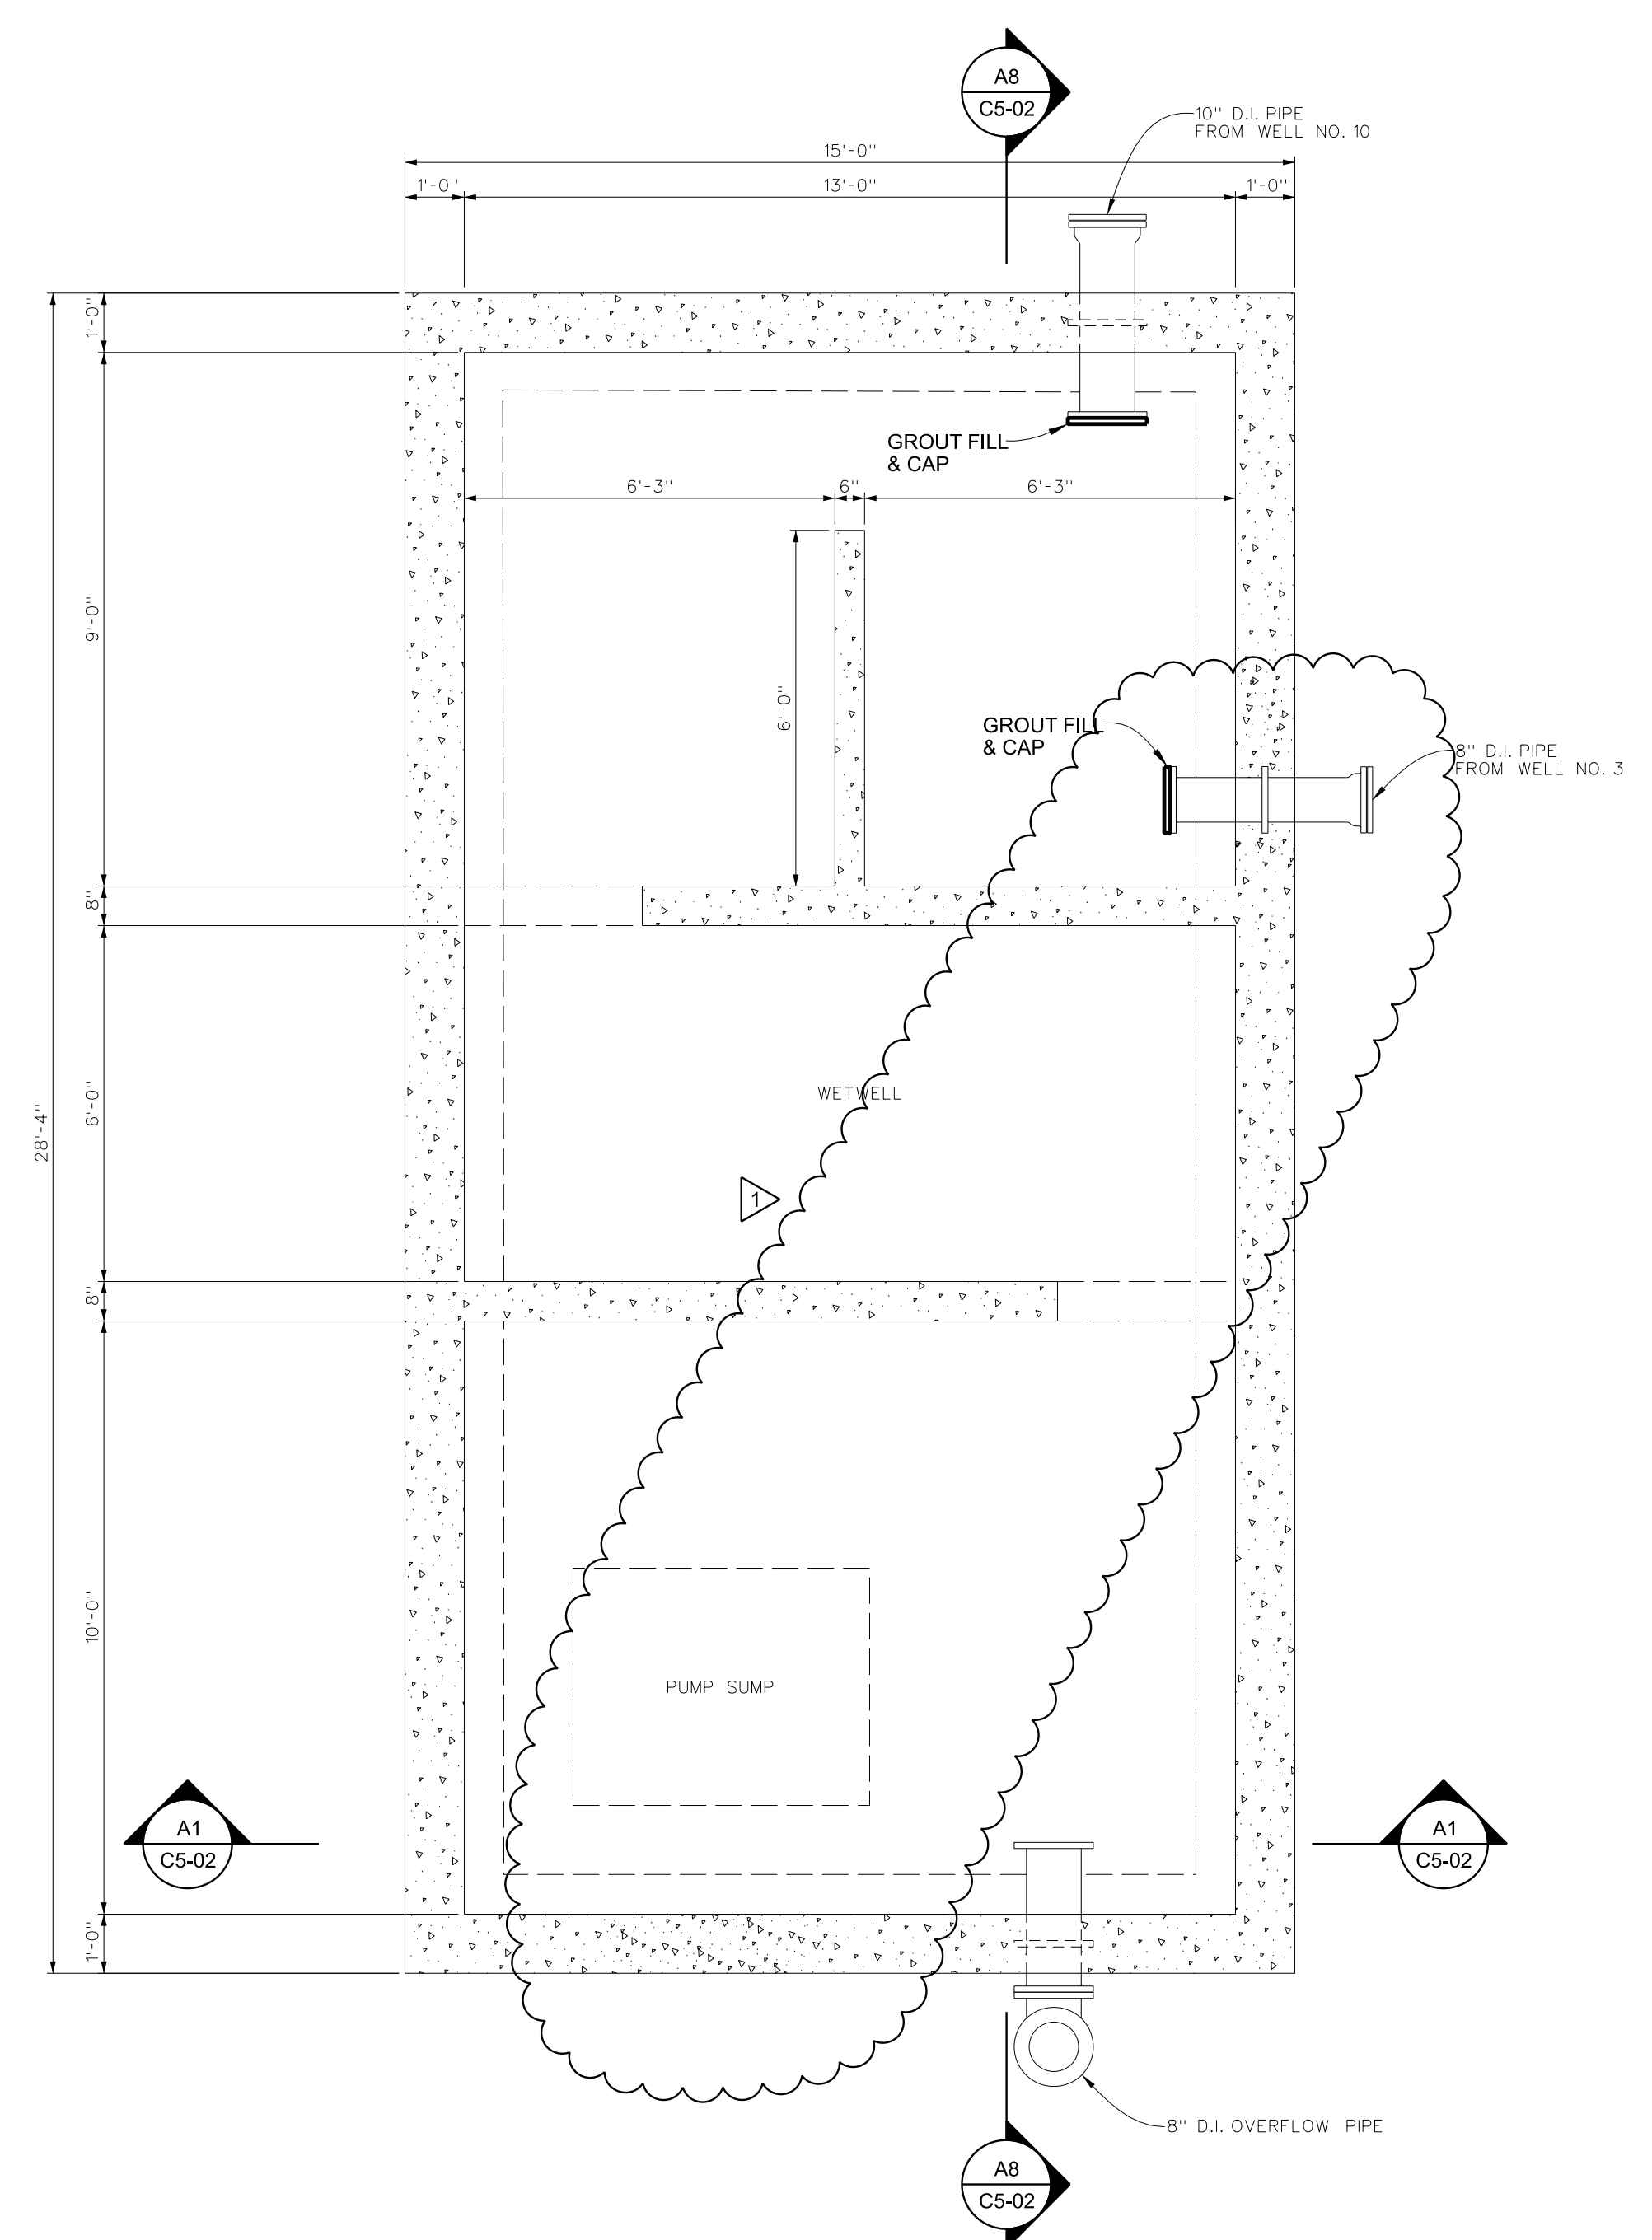 A8
C5-02
10" D.I. PIPE
FROM WELL NO. 10
15'-0"
1'-0"
13'-0"
1'-0"
1'-0"
GROUT FILL
& CAP
6'-3"
6"
6'-3"
9'-0"
6'-0"
GROUT FILL
& CAP
8" D.I. PIPE
FROM WELL NO. 3
8"
6'-0"
WETWELL
28'-4"
1
8"
10'-0"
PUMP SUMP
A1
C5-02
A1
C5-02
1'-0"
8" D.I. OVERFLOW PIPE
A8
C5-02